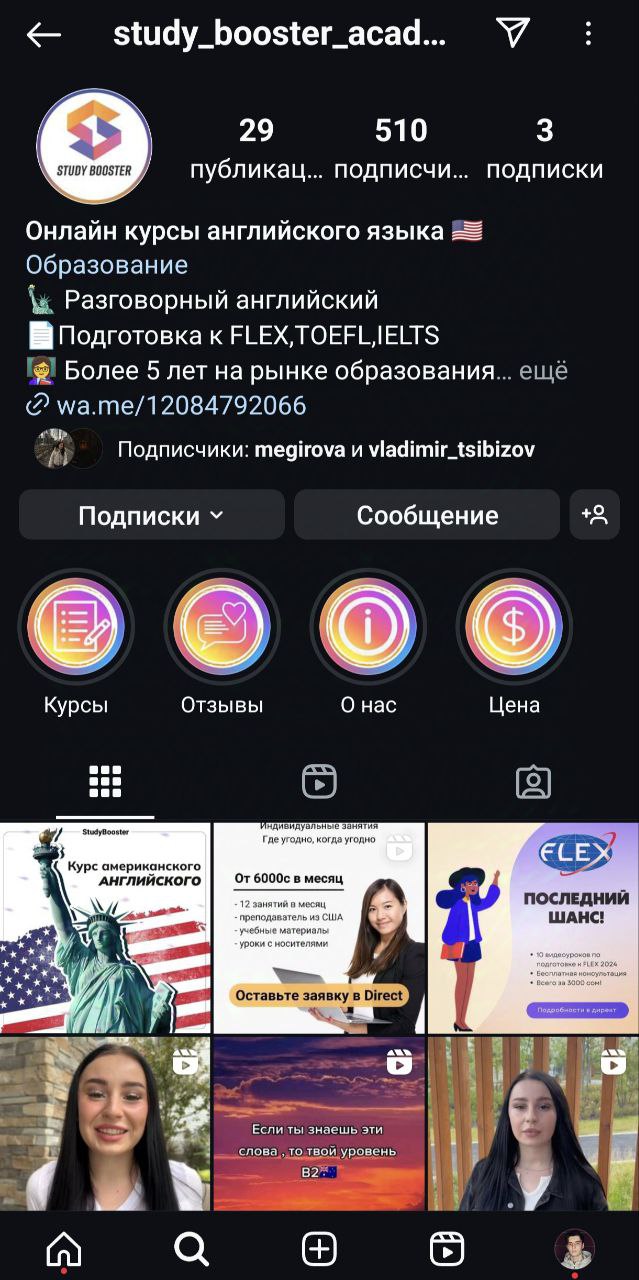 study_booster_acad...
STUDY BOOSTER
29
510
3
публикац...
подписчи...
подписки
Онлайн курсы английского языка 🇺🇸
Образование
🗽 Разговорный английский
📄Подготовка к FLEX,TOEFL,IELTS
👩‍🏫 Более 5 лет на рынке образования... ещё
wa.me/12084792066
Подписчики: megirova и vladimir_tsibizov
Подписки
Сообщение
Курсы
Отзывы
О нас
Цена
StudyBooster
Курс американского
АНГЛИЙСКОГО
Индивидуальные занятия
Где угодно, когда угодно
От 6000с в месяц
- 12 занятий в месяц
- преподаватель из США
- учебные материалы
- уроки с носителями
Оставьте заявку в Direct
FLEX
ПОСЛЕДНИЙ
ШАНС!
• 10 видеоуроков по
подготовке к FLEX 2024
• Бесплатная консультация
• Всего за 3000 сом!
Подробности в директ
Если ты знаешь эти
слова , то твой уровень
B2🇦🇺